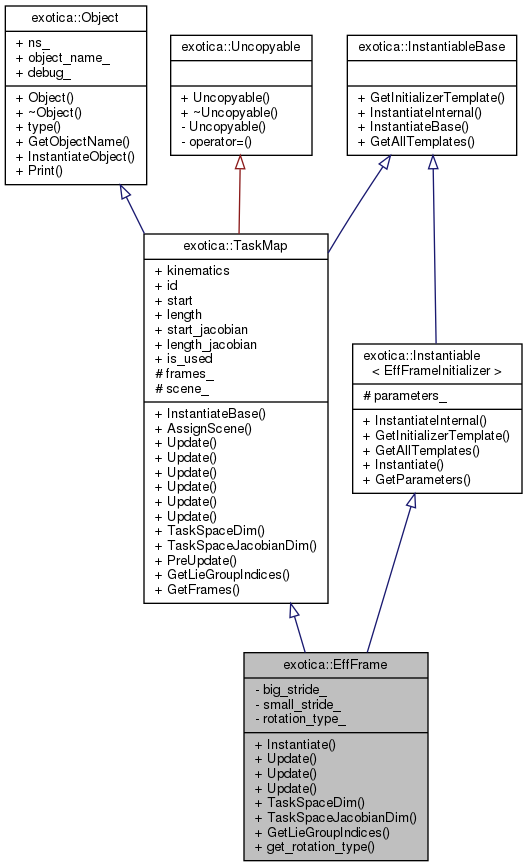 exotica::Object
+ ns_
+ object_name_
+ debug_
+ Object()
+ ~Object()
+ type()
+ GetObjectName()
+ InstantiateObject()
+ Print()
exotica::Uncopyable
+ Uncopyable()
+ ~Uncopyable()
- Uncopyable()
- operator=()
exotica::InstantiableBase
+ GetInitializerTemplate()
+ InstantiateInternal()
+ InstantiateBase()
+ GetAllTemplates()
exotica::TaskMap
+ kinematics
+ id
+ start
+ length
+ start_jacobian
+ length_jacobian
+ is_used
# frames_
# scene_
+ InstantiateBase()
+ AssignScene()
+ Update()
+ Update()
+ Update()
+ Update()
+ Update()
+ Update()
+ TaskSpaceDim()
+ TaskSpaceJacobianDim()
+ PreUpdate()
+ GetLieGroupIndices()
+ GetFrames()
exotica::Instantiable
< EffFrameInitializer >
# parameters_
+ InstantiateInternal()
+ GetInitializerTemplate()
+ GetAllTemplates()
+ Instantiate()
+ GetParameters()
exotica::EffFrame
- big_stride_
- small_stride_
- rotation_type_
+ Instantiate()
+ Update()
+ Update()
+ Update()
+ TaskSpaceDim()
+ TaskSpaceJacobianDim()
+ GetLieGroupIndices()
+ get_rotation_type()